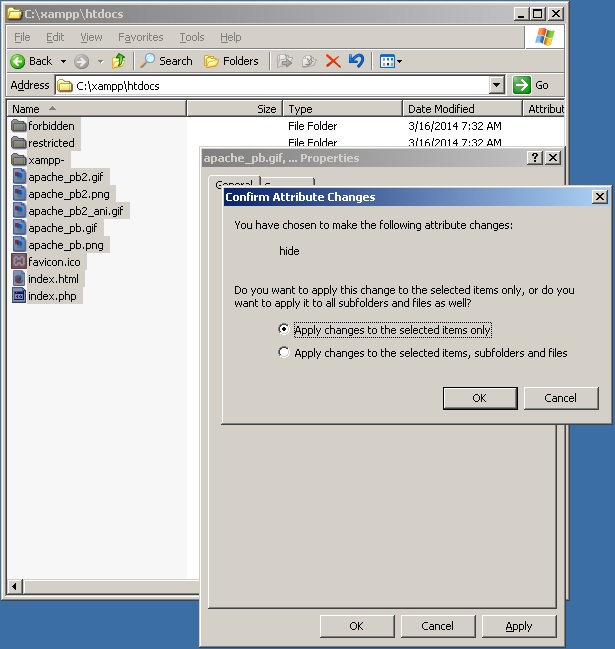 C:\xampp\htdocs
File Edit View Favorites Tools Help
Back Search Folders
Address C:\xampp\htdocs Go
Name Size Type Date Modified Attribut
forbidden File Folder 3/16/2014 7:32 AM
restricted File Folder 3/16/2014 7:32 AM
xampp-
apache_pb2.gif
apache_pb2.png
apache_pb2_ani.gif
apache_pb.gif
apache_pb.png
favicon.ico
index.html
index.php
apache_pb.gif, ... Properties
General
Confirm Attribute Changes
You have chosen to make the following attribute changes:
hide
Do you want to apply this change to the selected items only, or do you
want to apply it to all subfolders and files as well?
Apply changes to the selected items only
Apply changes to the selected items, subfolders and files
OK Cancel
OK Cancel Apply